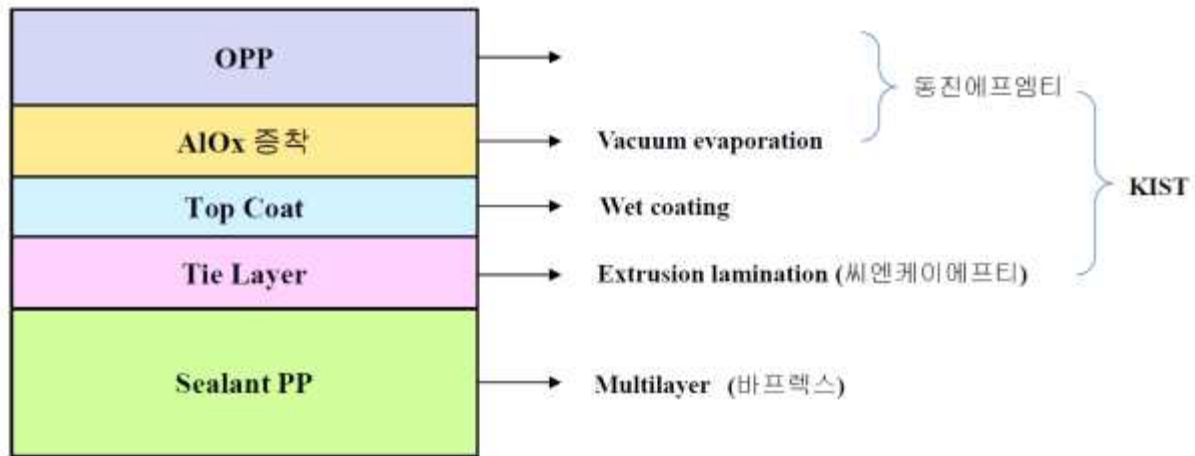 OPP
동진에프엠티
AlOx 증착
Vacuum evaporation
KIST
Top Coat
Wet coating
Tie Layer
Extrusion lamination (씨엔케이에프티)
Sealant PP
Multilayer (바프렉스)